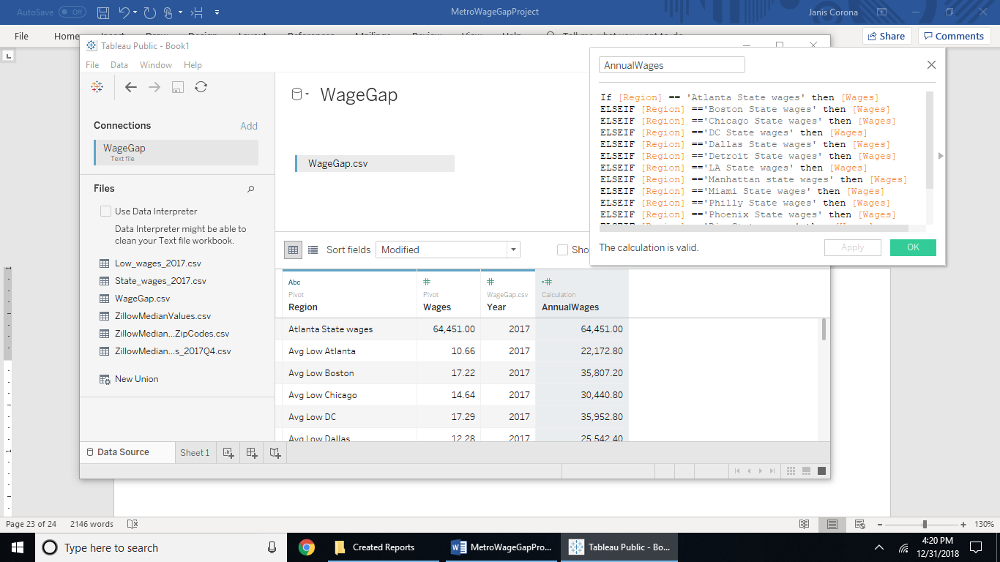 AutoSave Off
MetroWageGapProject
Janis Corona
File Home Insert Draw Design Layout References Mailings Review View Help Tell me what you want to do
Share Comments
Tableau Public - Book1
File Data Window Help
WageGap
Connections Add
WageGap
Text file
WageGap.csv
Files
Use Data Interpreter
Data Interpreter might be able to
clean your Text file workbook.
Low_wages_2017.csv
State_wages_2017.csv
WageGap.csv
ZillowMedianValues.csv
ZillowMedian...ZipCodes.csv
ZillowMedian...s_2017Q4.csv
New Union
AnnualWages
If [Region] == 'Atlanta State wages' then [Wages]
ELSEIF [Region] =='Boston State wages' then [Wages]
ELSEIF [Region] =='Chicago State wages' then [Wages]
ELSEIF [Region] =='DC State wages' then [Wages]
ELSEIF [Region] =='Dallas State wages' then [Wages]
ELSEIF [Region] =='Detroit State wages' then [Wages]
ELSEIF [Region] =='LA State wages' then [Wages]
ELSEIF [Region] =='Manhattan state wages' then [Wages]
ELSEIF [Region] =='Miami State wages' then [Wages]
ELSEIF [Region] =='Philly State wages' then [Wages]
ELSEIF [Region] =='Phoenix State wages' then [Wages]
The calculation is valid.
Apply OK
Sort fields Modified Sho
Abc
Pivot Pivot WageGap.csv Calculation
Region Wages Year AnnualWages
Atlanta State wages 64,451.00 2017 64,451.00
Avg Low Atlanta 10.66 2017 22,172.80
Avg Low Boston 17.22 2017 35,807.20
Avg Low Chicago 14.64 2017 30,440.80
Avg Low DC 17.29 2017 35,952.80
Avg Low Dallas 12.28 2017 25,542.40
Data Source Sheet 1
Page 23 of 24 2146 words
130%
Type here to search
Created Reports
MetroWageGapPro...
Tableau Public - Bo...
4:20 PM
12/31/2018